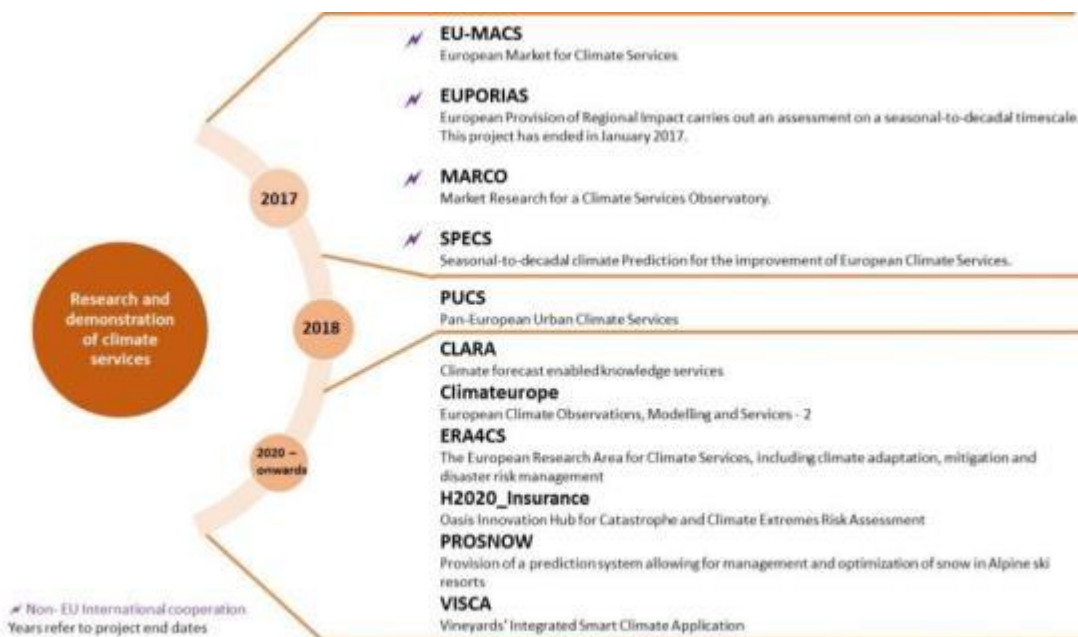 EU-MACS
European Market for Climate Services
EUPORIAS
European Provision of Regional Impact carries out an assessment on a seasonal-to-decadal timescale.
This project has ended in January 2017.
MARCO
Market Research for a Climate Services Observatory.
SPECS
Seasonal-to-decadal climate Prediction for the improvement of European Climate Services.
2017
Research and
demonstration
of climate
services
2018
PUCS
Pan-European Urban Climate Services
2020 –
onwards
CLARA
Climate forecast enabled knowledge services
Climateurope
European Climate Observations, Modelling and Services - 2
ERA4CS
The European Research Area for Climate Services, including climate adaptation, mitigation and
disaster risk management
H2020_Insurance
Oasis Innovation Hub for Catastrophe and Climate Extremes Risk Assessment
PROSNOW
Provision of a prediction system allowing for management and optimization of snow in Alpine ski
resorts
VISCA
Vineyards' Integrated Smart Climate Application
Non- EU International cooperation
Years refer to project end dates